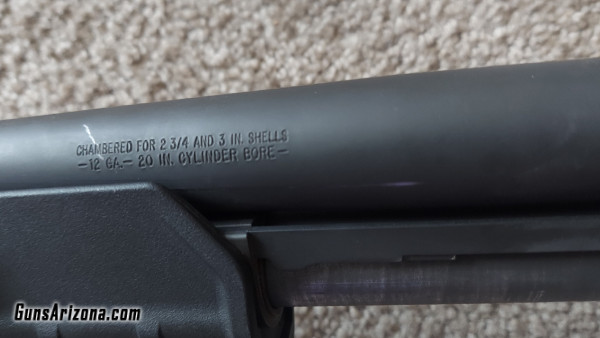 CHAMBERED FOR 2 3/4 AND 3 IN. SHELLS
-12 GA.- 20 IN. CYLINDER BORE-
GunsArizona.com